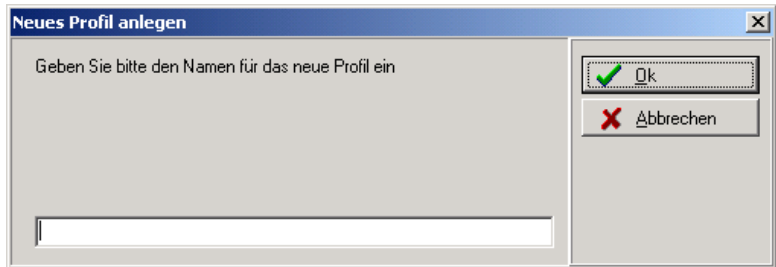 Neues Profil anlegen
Geben Sie bitte den Namen für das neue Profil ein
Ok
Abbrechen